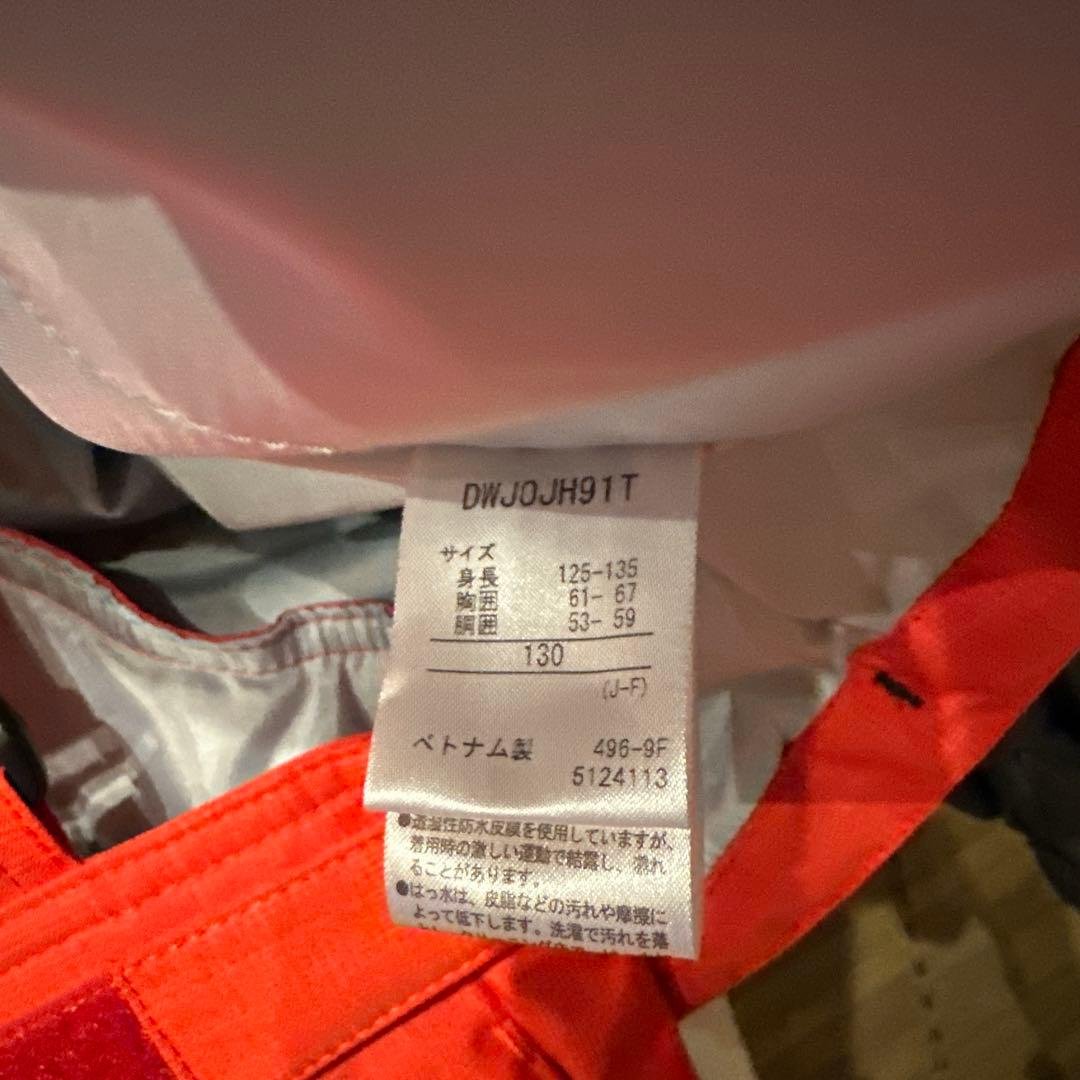 DWJOJH91T
サイズ
身長 125-135
胸囲 61- 67
胴囲 53- 59
130
(J-F)
ベトナム製 496-9F
5124113
●透湿性防水皮膜を使用していますが、
着用時の激しい運動で結露し、濡れ
ることがあります。
●はっ水は、皮脂などの汚れや摩擦に
よって低下します。洗濯で汚れを落